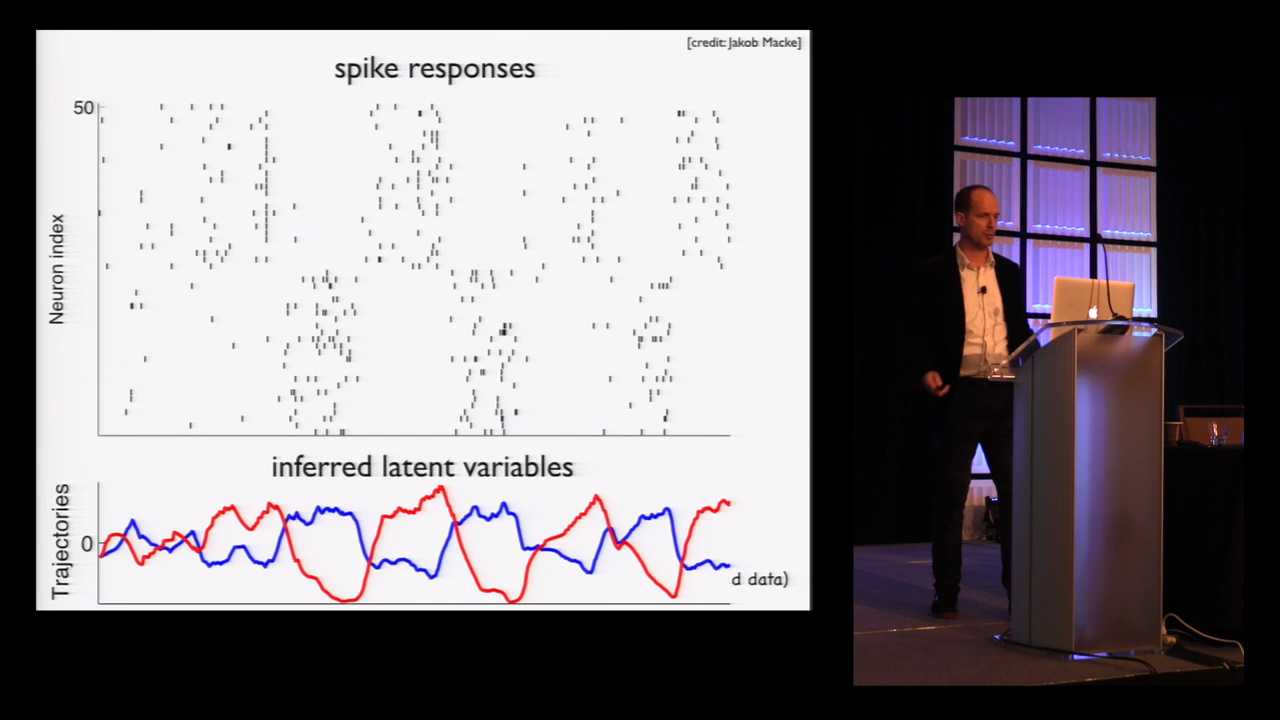 [credit: Jakob Macke]
spike responses
50
Neuron index
inferred latent variables
Trajectories
0
d data)